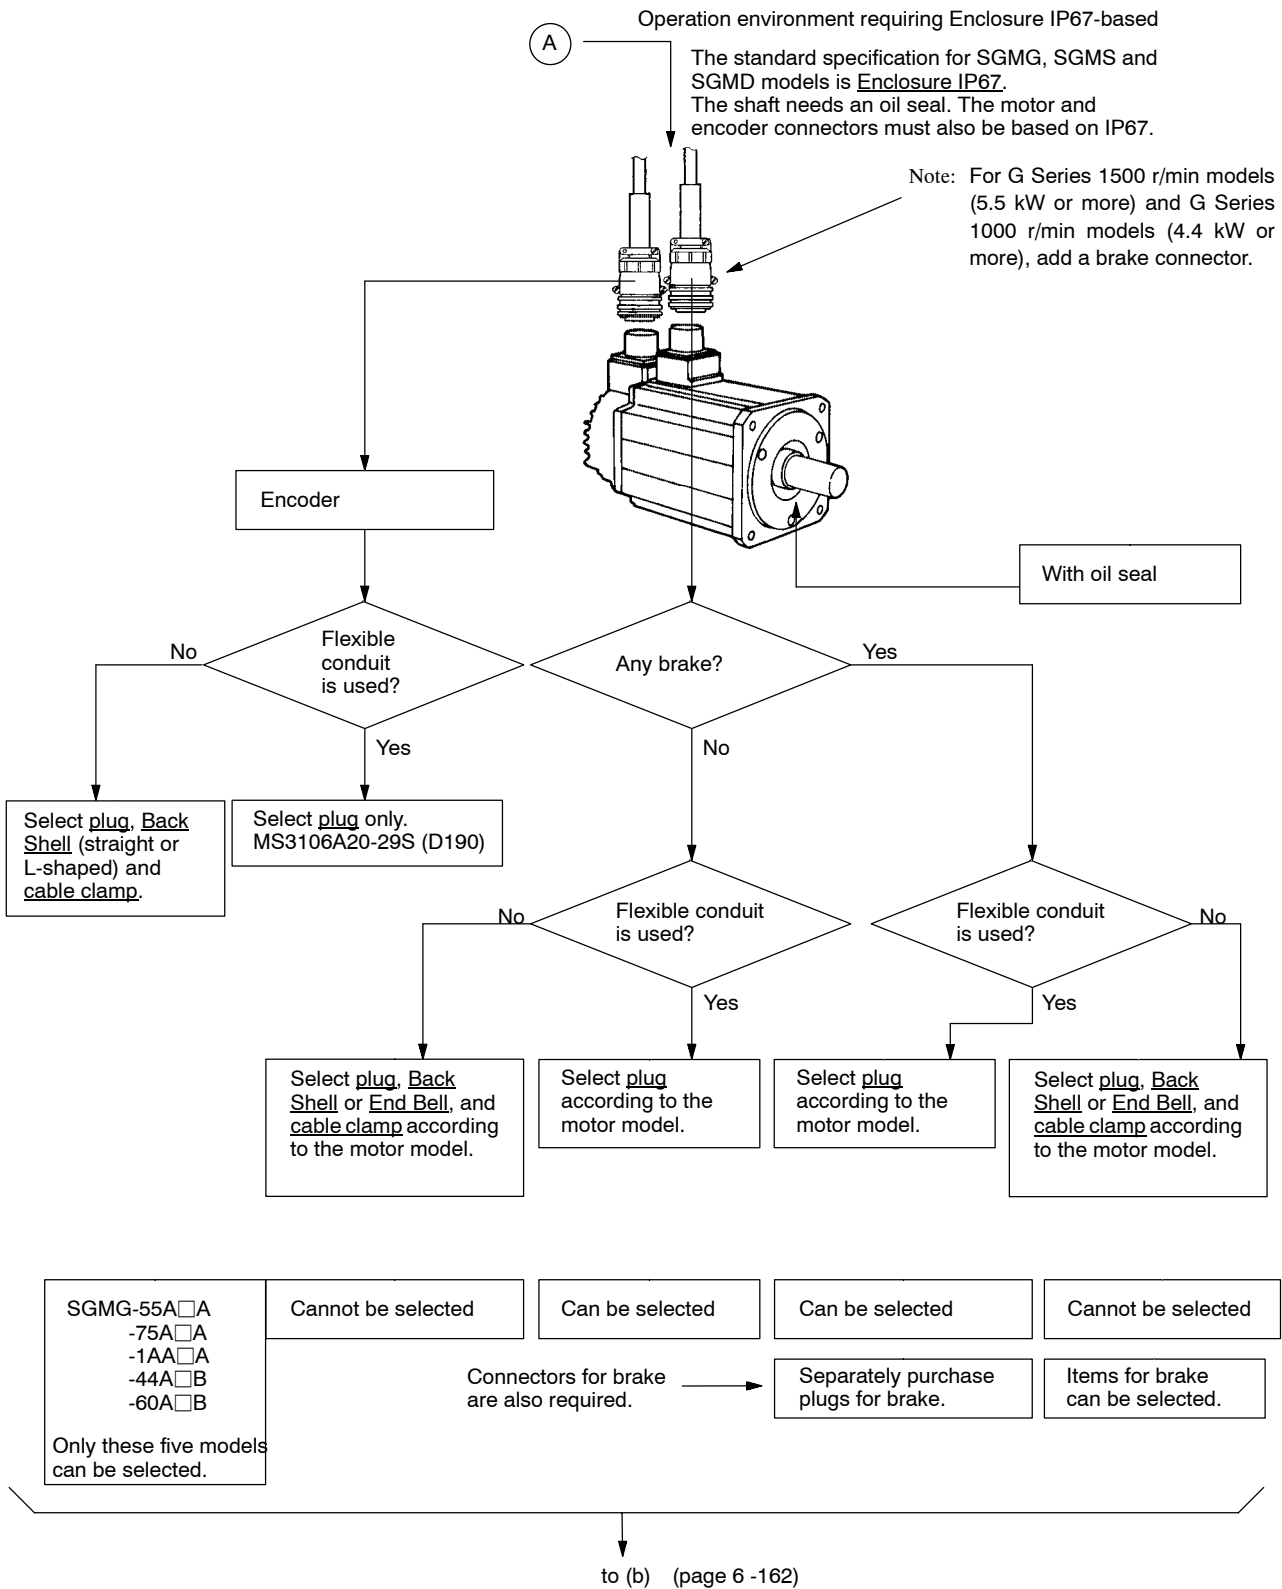 Operation environment requiring Enclosure IP67-based
A
The standard specification for SGMG, SGMS and
SGMD models is Enclosure IP67.
The shaft needs an oil seal. The motor and
encoder connectors must also be based on IP67.
Note: For G Series 1500 r/min models
(5.5 kW or more) and G Series
1000 r/min models (4.4 kW or
more), add a brake connector.
Encoder
With oil seal
No
Flexible
conduit
is used?
Yes
Any brake?
Yes
No
Select plug, Back
Shell (straight or
L-shaped) and
cable clamp.
Select plug only.
MS3106A20-29S (D190)
No
Flexible conduit
is used?
Yes
Flexible conduit
is used?
No
Yes
Select plug, Back
Shell or End Bell, and
cable clamp according
to the motor model.
Select plug
according to the
motor model.
Select plug
according to the
motor model.
Select plug, Back
Shell or End Bell, and
cable clamp according
to the motor model.
SGMG-55A□A
-75A□A
-1AA□A
-44A□B
-60A□B
Only these five models
can be selected.
Cannot be selected
Can be selected
Can be selected
Cannot be selected
Connectors for brake
are also required.
Separately purchase
plugs for brake.
Items for brake
can be selected.
to (b) (page 6 -162)